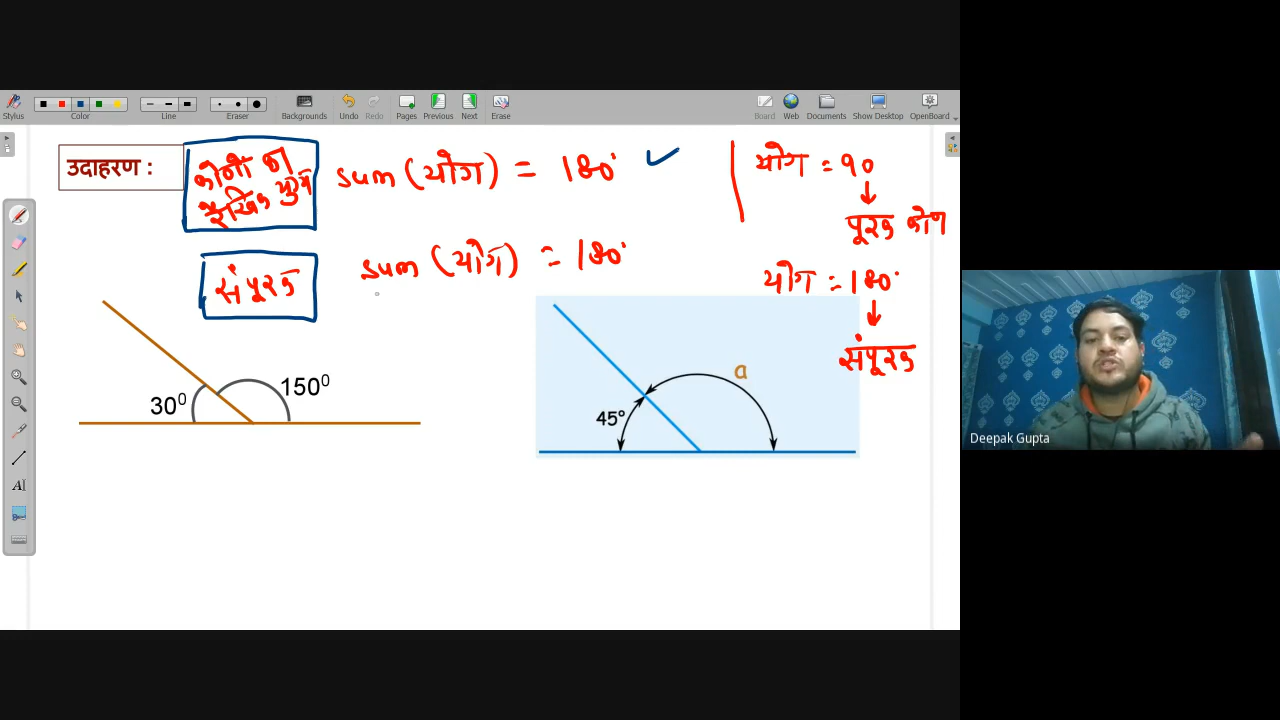 Stylus
Color
Line
Eraser
Backgrounds
Undo
Redo
Pages
Previous
Next
Erase
Board
Web
Documents
Show Desktop
OpenBoard
उदाहरण :
कोनो का
रैखिक युग्म
sum (योग) = 180°
योग = 90
पूरक कोण
संपूरक
sum (योग) = 180°
योग = 180°
संपूरक
30⁰
150⁰
45°
a
Deepak Gupta